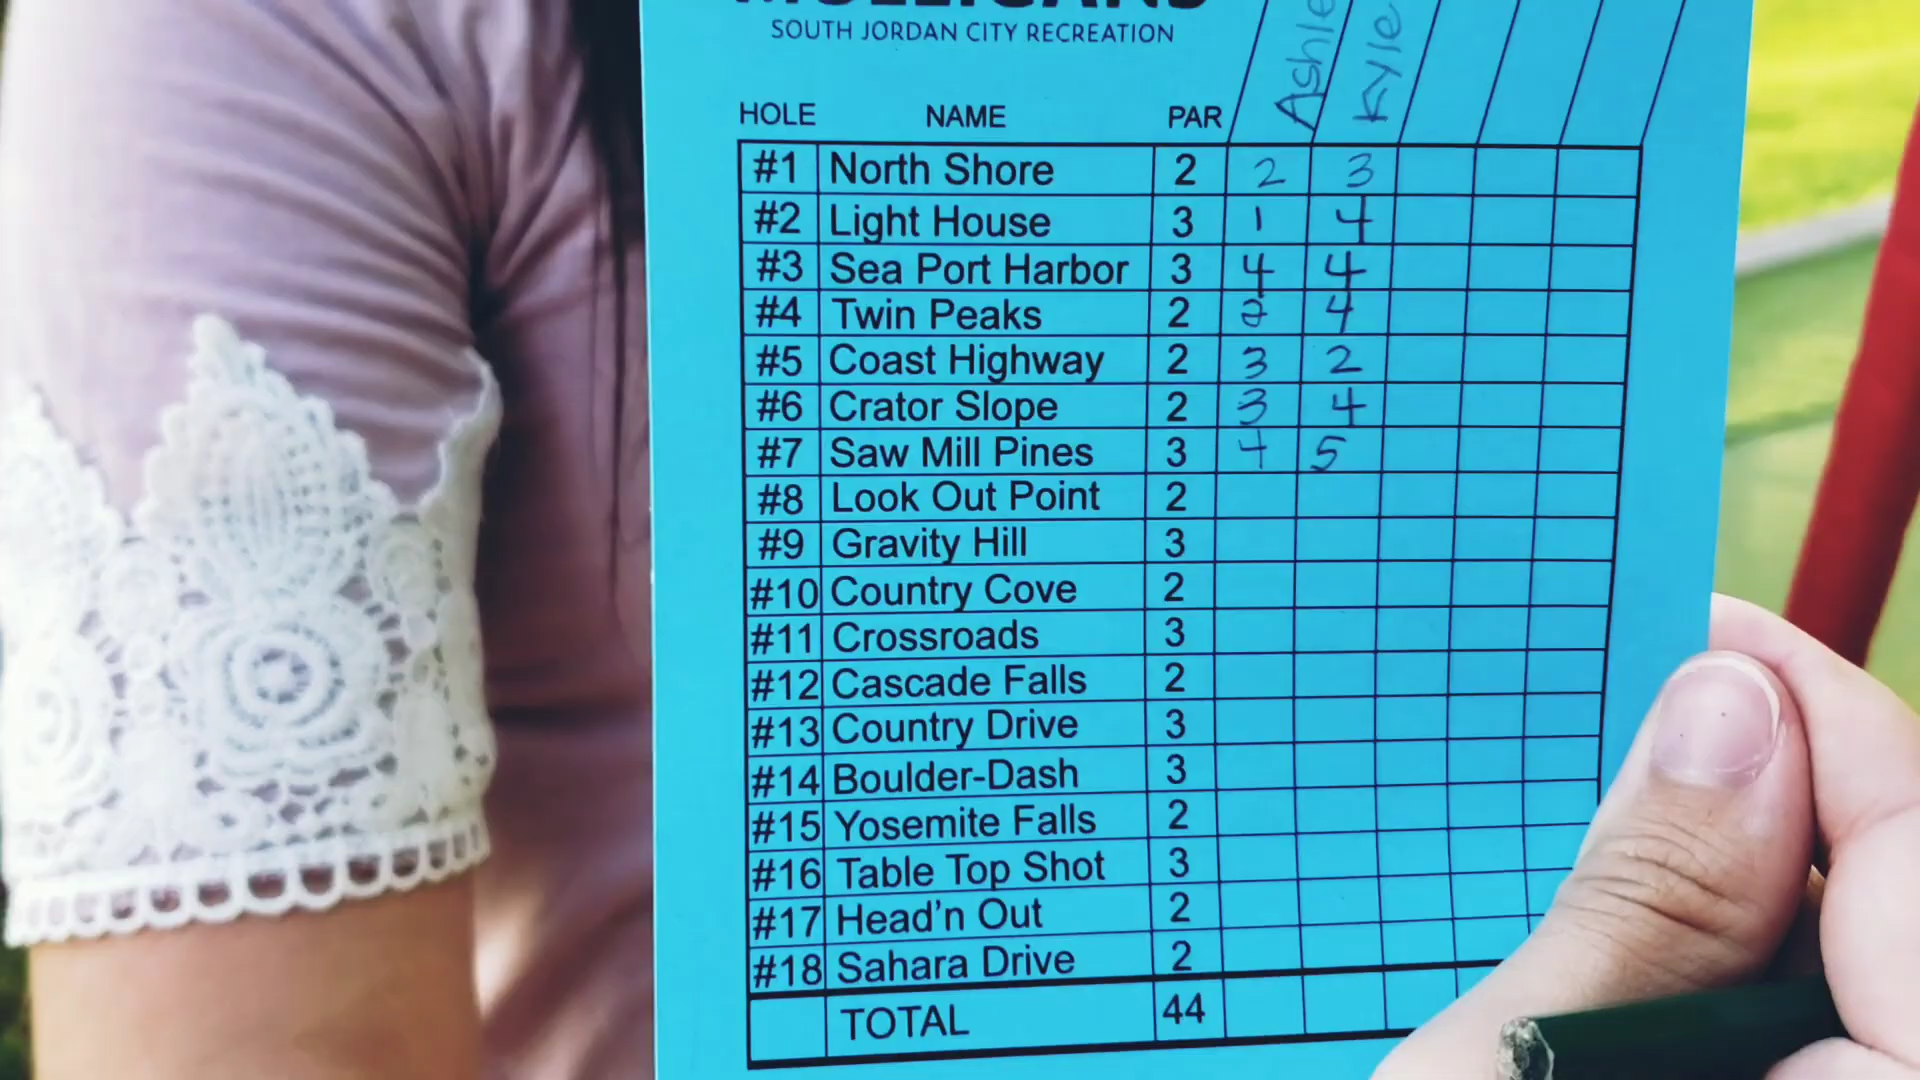 MULLIGANS
SOUTH JORDAN CITY RECREATION
HOLE NAME PAR Ashle Kyle
#1 North Shore 2 2 3
#2 Light House 3 1 4
#3 Sea Port Harbor 3 4 4
#4 Twin Peaks 2 2 4
#5 Coast Highway 2 3 2
#6 Crator Slope 2 3 4
#7 Saw Mill Pines 3 4 5
#8 Look Out Point 2
#9 Gravity Hill 3
#10 Country Cove 2
#11 Crossroads 3
#12 Cascade Falls 2
#13 Country Drive 3
#14 Boulder-Dash 3
#15 Yosemite Falls 2
#16 Table Top Shot 3
#17 Head'n Out 2
#18 Sahara Drive 2
TOTAL 44